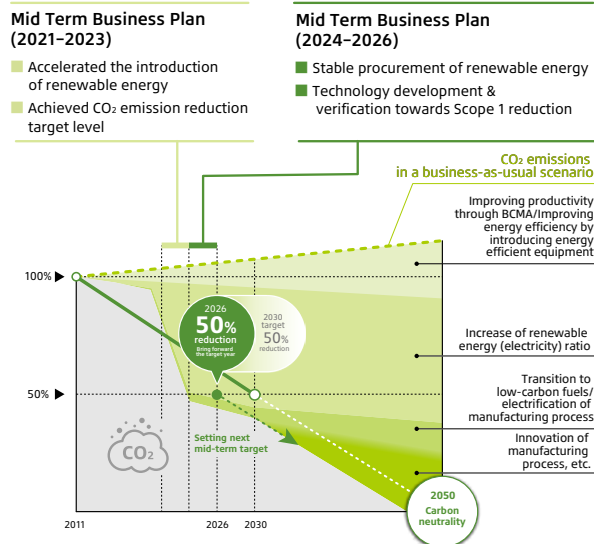 Mid Term Business Plan
(2021–2023)
Accelerated the introduction
of renewable energy
Achieved CO₂ emission reduction
target level
Mid Term Business Plan
(2024–2026)
Stable procurement of renewable energy
Technology development &
verification towards Scope 1 reduction
CO₂ emissions
in a business-as-usual scenario
Improving productivity
through BCMA/Improving
energy efficiency by
introducing energy
efficient equipment
100%
2026
50%
reduction
Bring forward
the target year
2030
target
50%
reduction
Increase of renewable
energy (electricity) ratio
Transition to
low-carbon fuels/
electrification of
manufacturing process
50%
Setting next
mid-term target
CO₂
Innovation of
manufacturing
process, etc.
2050
Carbon
neutrality
2011
2026
2030